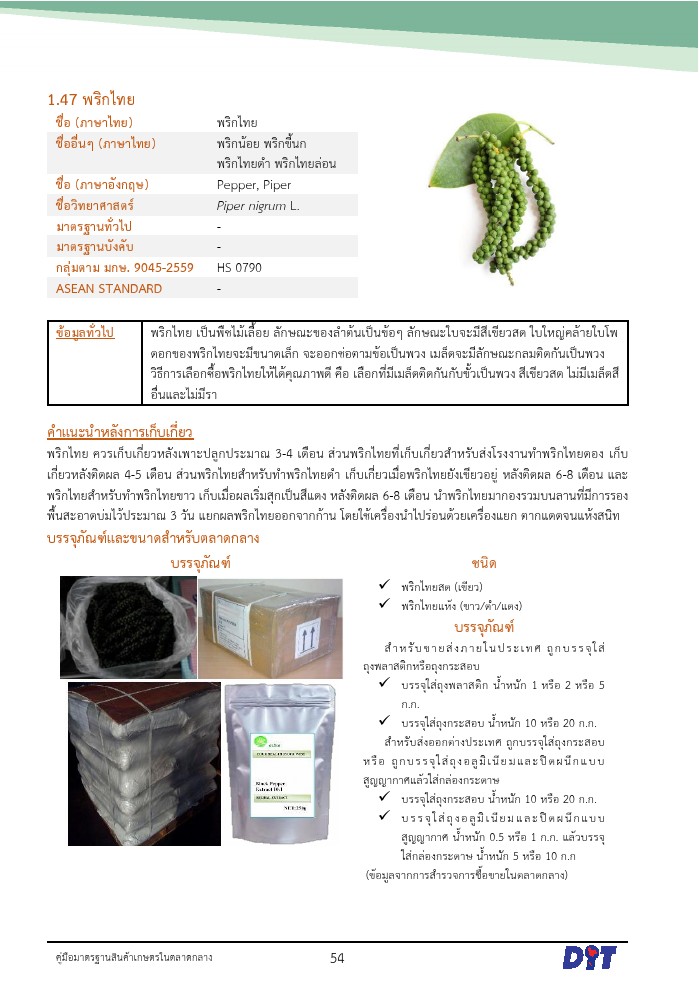 1.47 พริกไทย
ชื่อ (ภาษาไทย) พริกไทย
ชื่ออื่นๆ (ภาษาไทย) พริกน้อย พริกขี้นก
พริกไทยดำ พริกไทยล่อน
ชื่อ (ภาษาอังกฤษ) Pepper, Piper
ชื่อวิทยาศาสตร์ Piper nigrum L.
มาตรฐานทั่วไป -
มาตรฐานบังคับ -
กลุ่มตาม มกษ. 9045-2559 HS 0790
ASEAN STANDARD -
ข้อมูลทั่วไป พริกไทย เป็นพืชไม้เลื้อย ลักษณะของลำต้นเป็นข้อๆ ลักษณะใบจะมีสีเขียวสด ใบใหญ่คล้ายใบโพ
ดอกของพริกไทยจะมีขนาดเล็ก จะออกช่อตามข้อเป็นพวง เมล็ดจะมีลักษณะกลมติดกันเป็นพวง
วิธีการเลือกซื้อพริกไทยให้ได้คุณภาพดี คือ เลือกที่มีเมล็ดติดกันกับขั้วเป็นพวง สีเขียวสด ไม่มีเมล็ดสี
อื่นและไม่มีรา
คำแนะนำหลังการเก็บเกี่ยว
พริกไทย ควรเก็บเกี่ยวหลังเพาะปลูกประมาณ 3-4 เดือน ส่วนพริกไทยที่เก็บเกี่ยวสำหรับส่งโรงงานทำพริกไทยดอง เก็บ
เกี่ยวหลังติดผล 4-5 เดือน ส่วนพริกไทยสำหรับทำพริกไทยดำ เก็บเกี่ยวเมื่อพริกไทยยังเขียวอยู่ หลังติดผล 6-8 เดือน และ
พริกไทยสำหรับทำพริกไทยขาว เก็บเมื่อผลเริ่มสุกเป็นสีแดง หลังติดผล 6-8 เดือน นำพริกไทยมากองรวมบนลานที่มีการรอง
พื้นสะอาดบ่มไว้ประมาณ 3 วัน แยกผลพริกไทยออกจากก้าน โดยใช้เครื่องนำไปร่อนด้วยเครื่องแยก ตากแดดจนแห้งสนิท
บรรจุภัณฑ์และขนาดสำหรับตลาดกลาง
บรรจุภัณฑ์
Black Pepper
Extract 10:1
ชนิด
✓ พริกไทยสด (เขียว)
✓ พริกไทยแห้ง (ขาว/ดำ/แดง)
บรรจุภัณฑ์
สำหรับขายส่งภายในประเทศ ถูกบรรจุใส่
ถุงพลาสติกหรือถุงกระสอบ
✓ บรรจุใส่ถุงพลาสติก น้ำหนัก 1 หรือ 2 หรือ 5
ก.ก.
✓ บรรจุใส่ถุงกระสอบ น้ำหนัก 10 หรือ 20 ก.ก.
สำหรับส่งออกต่างประเทศ ถูกบรรจุใส่ถุงกระสอบ
หรือ ถูกบรรจุใส่ถุงอลูมิเนียมและปิดผนึกแบบ
สูญญากาศแล้วใส่กล่องกระดาษ
✓ บรรจุใส่ถุงกระสอบ น้ำหนัก 10 หรือ 20 ก.ก.
✓ บรรจุใส่ถุงอลูมิเนียมและปิดผนึกแบบ
สูญญากาศ น้ำหนัก 0.5 หรือ 1 ก.ก. แล้วบรรจุ
ใส่กล่องกระดาษ น้ำหนัก 5 หรือ 10 ก.ก
(ข้อมูลจากการสำรวจการซื้อขายในตลาดกลาง)
คู่มือมาตรฐานสินค้าเกษตรในตลาดกลาง 54 DIT